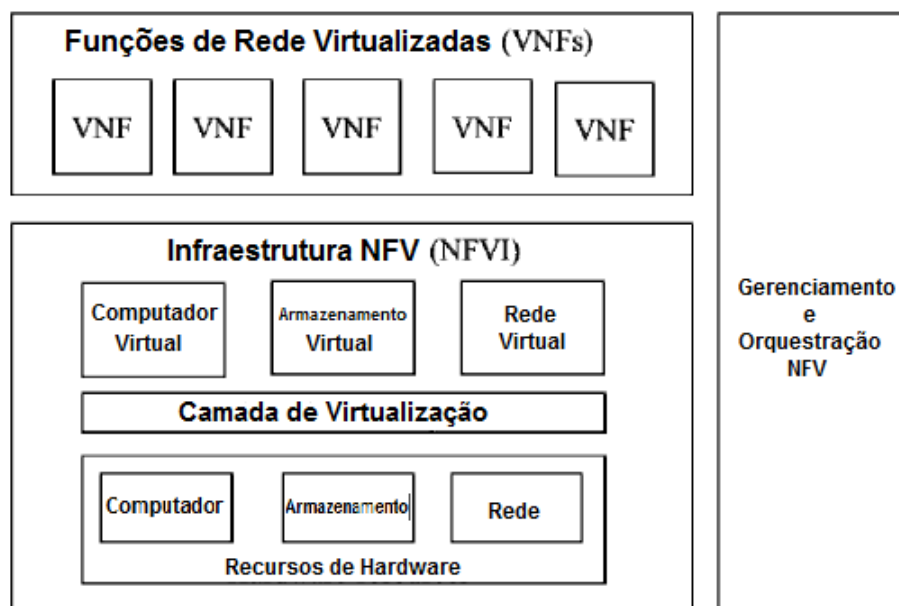 Funções de Rede Virtualizadas (VNFs)
VNF VNF VNF VNF VNF
Infraestrutura NFV (NFVI)
Computador
Virtual
Armazenamento
Virtual
Rede
Virtual
Camada de Virtualização
Computador
Armazenamento
Rede
Recursos de Hardware
Gerenciamento
e
Orquestração
NFV